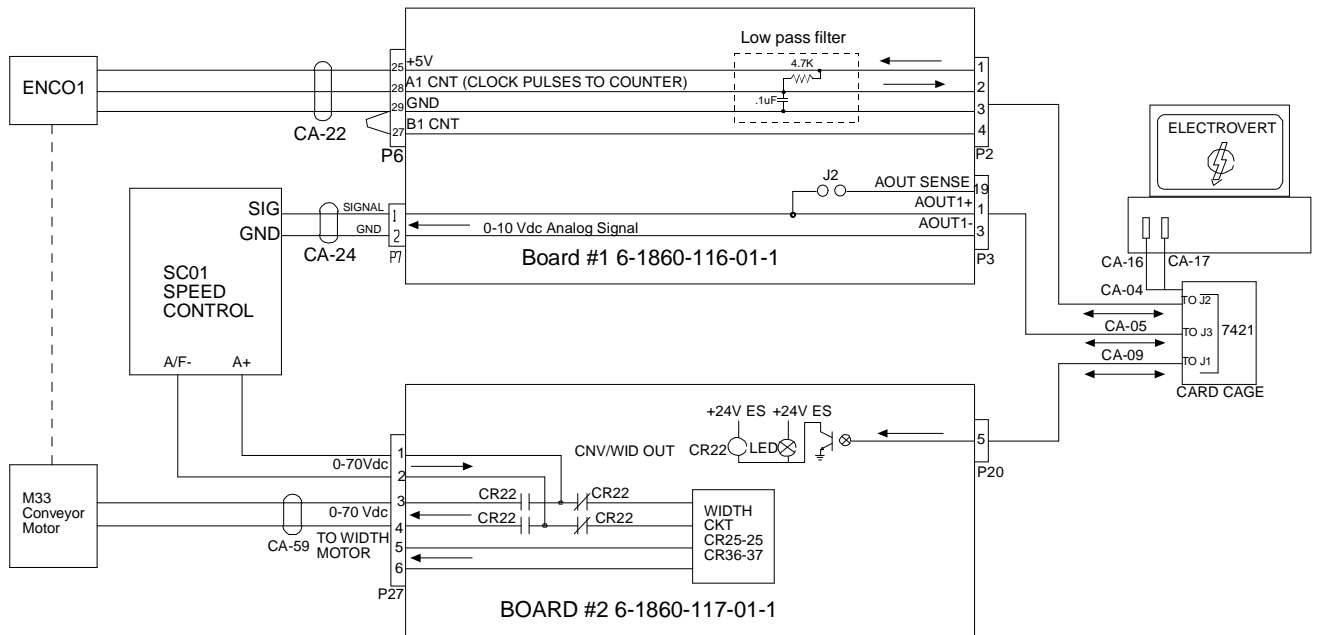 Low pass filter
4.7K
.1uF
ENCO1
CA-22
25 +5V
28 A1 CNT (CLOCK PULSES TO COUNTER)
29 GND
27 B1 CNT
P6
1
2
3
4
P2
J2
AOUT SENSE 19
AOUT1+ 1
AOUT1- 3
P3
SIG
GND
SIGNAL 1
GND 2
CA-24
P7
0-10 Vdc Analog Signal
Board #1 6-1860-116-01-1
SC01
SPEED
CONTROL
A/F- A+
ELECTROVERT
CA-16 CA-17
CA-04
CA-05
CA-09
TO J2
TO J3 7421
TO J1
CARD CAGE
+24V ES +24V ES
CNV/WID OUT CR22 LED
5
P20
M33
Conveyor
Motor
CA-59
0-70Vdc
0-70 Vdc
TO WIDTH
MOTOR
1
2
3
4
5
6
P27
CR22 CR22
CR22 CR22
WIDTH
CKT
CR25-25
CR36-37
BOARD #2 6-1860-117-01-1